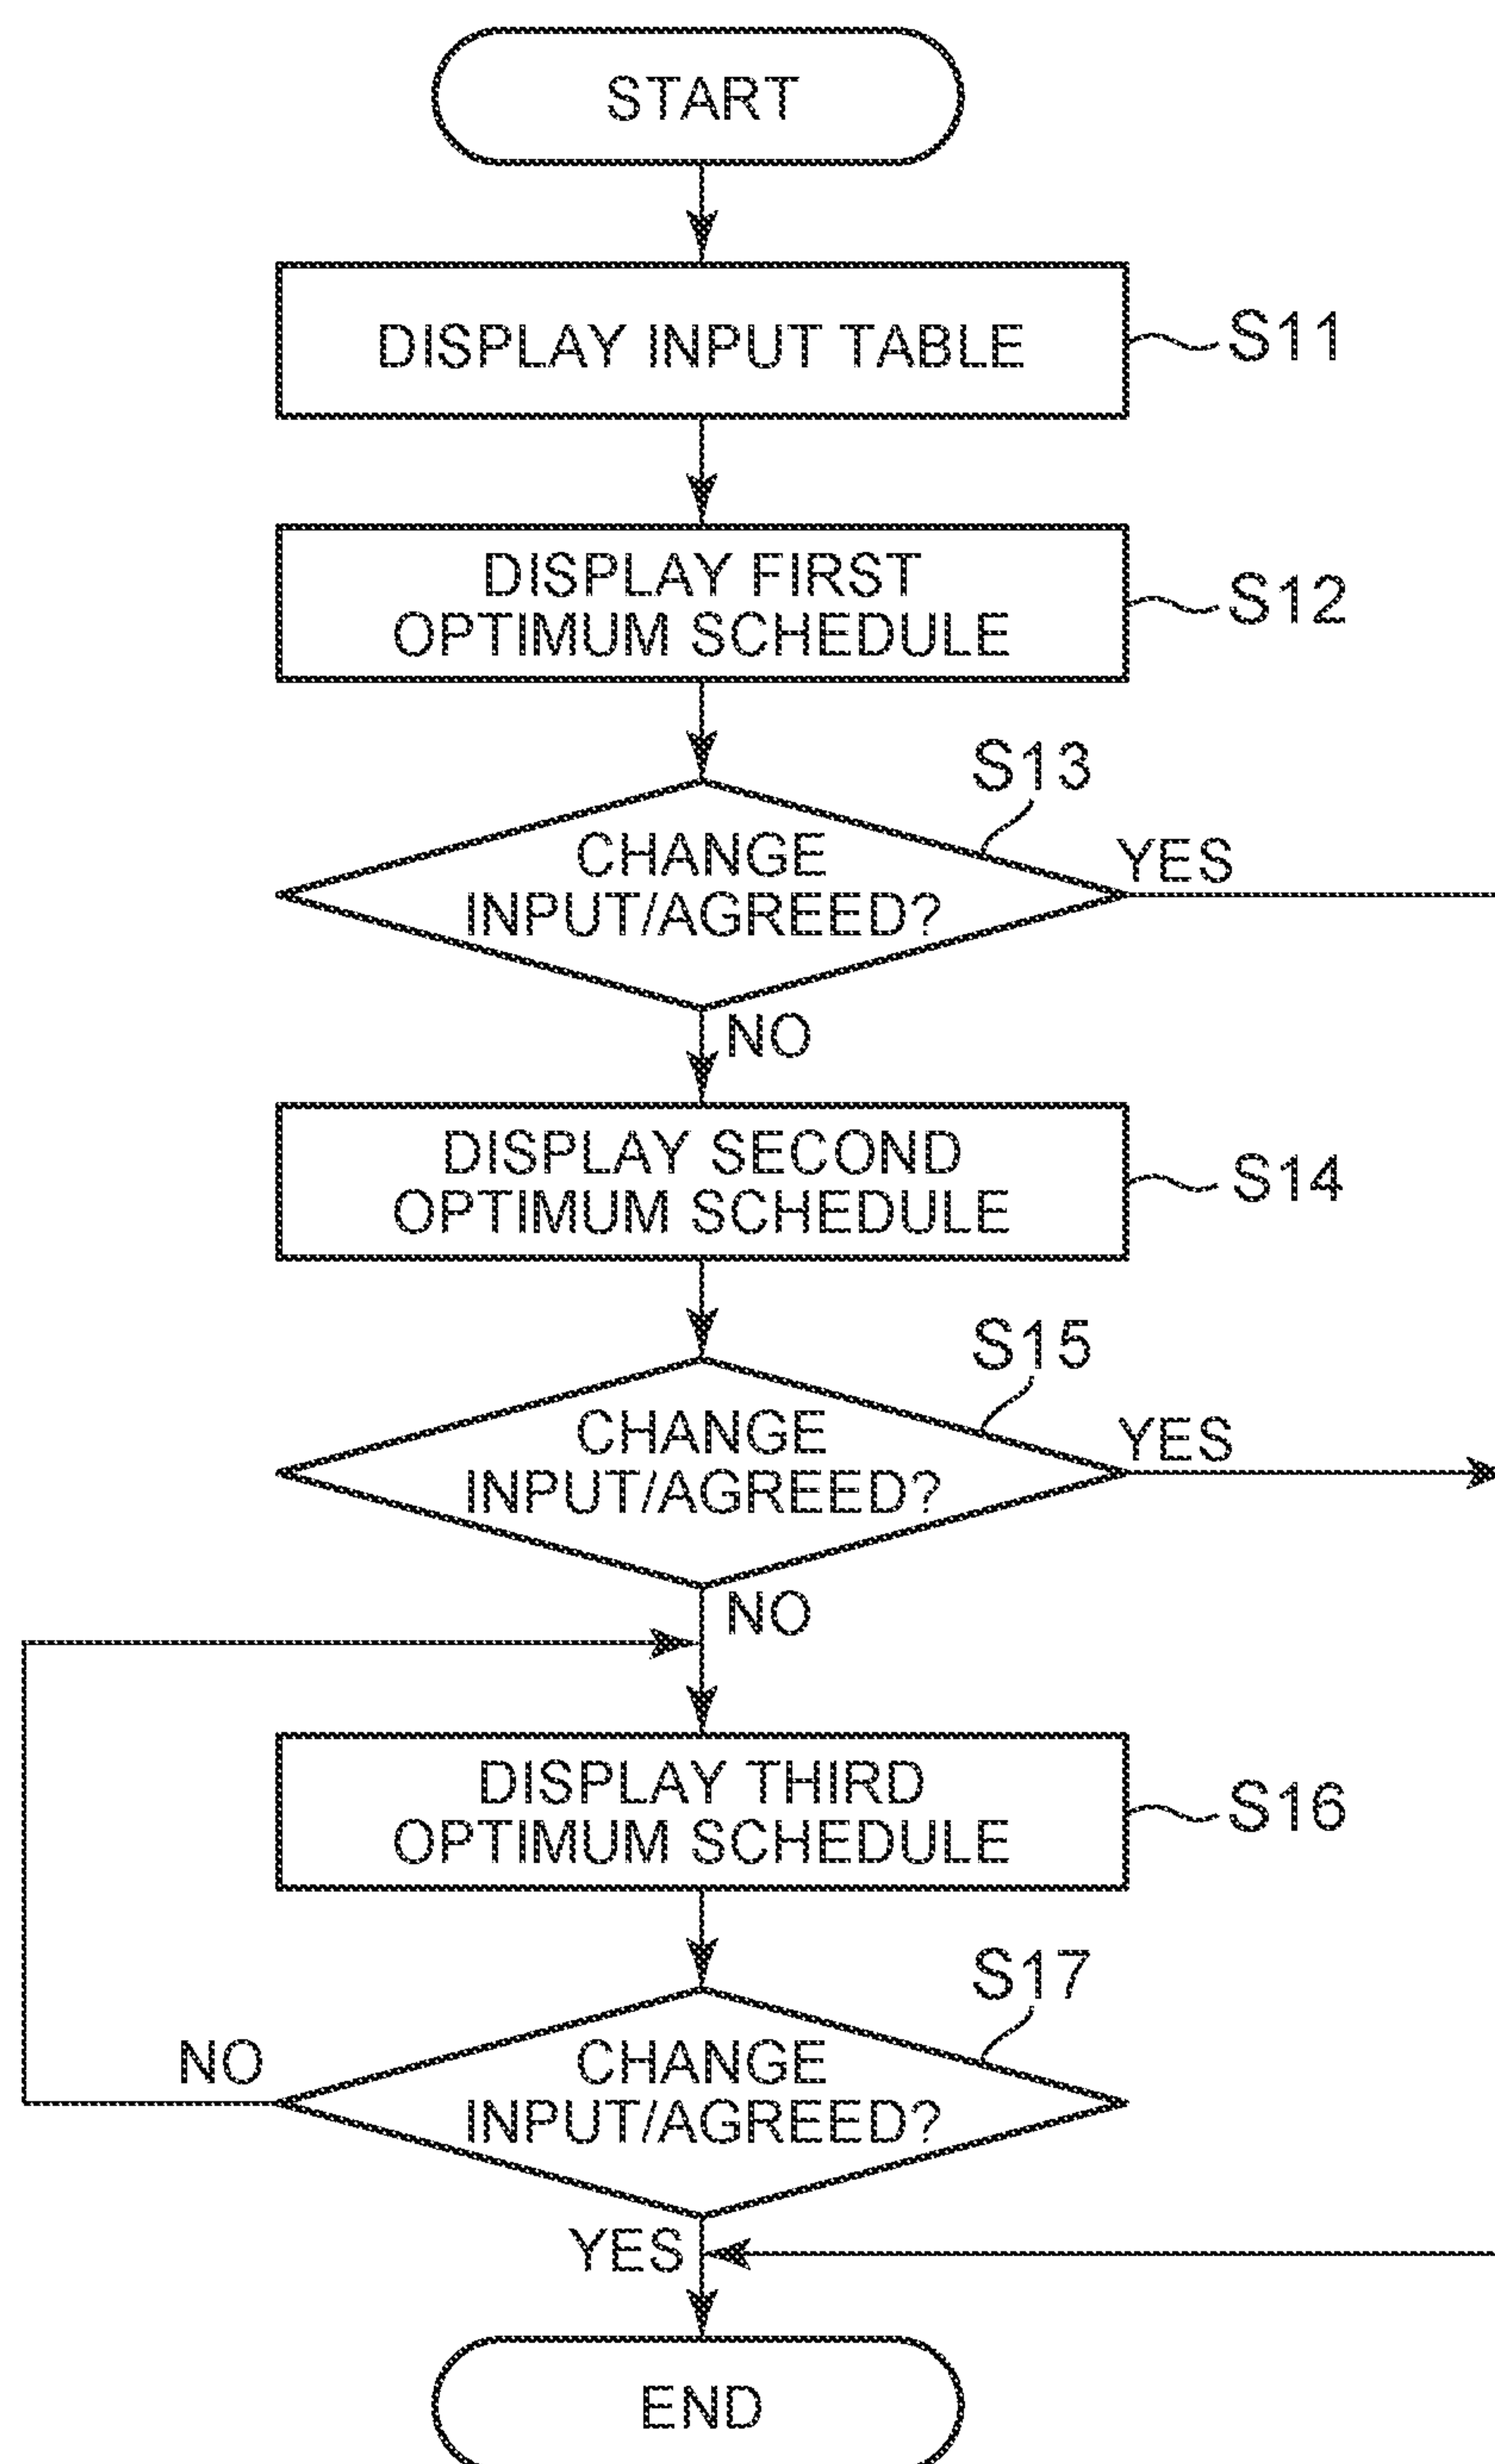 START
DISPLAY INPUT TABLE
S11
DISPLAY FIRST
OPTIMUM SCHEDULE
S12
S13
CHANGE
INPUT/AGREED?
YES
NO
DISPLAY SECOND
OPTIMUM SCHEDULE
S14
S15
CHANGE
INPUT/AGREED?
YES
NO
DISPLAY THIRD
OPTIMUM SCHEDULE
S16
S17
CHANGE
INPUT/AGREED?
NO
YES
END